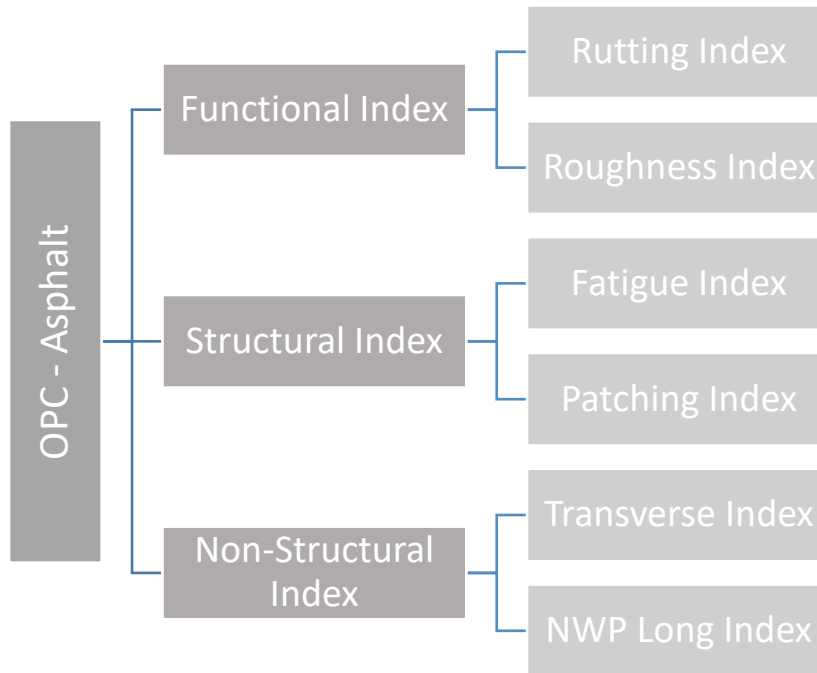 OPC - Asphalt
Functional Index
Rutting Index
Roughness Index
Structural Index
Fatigue Index
Patching Index
Non-Structural
Index
Transverse Index
NWP Long Index